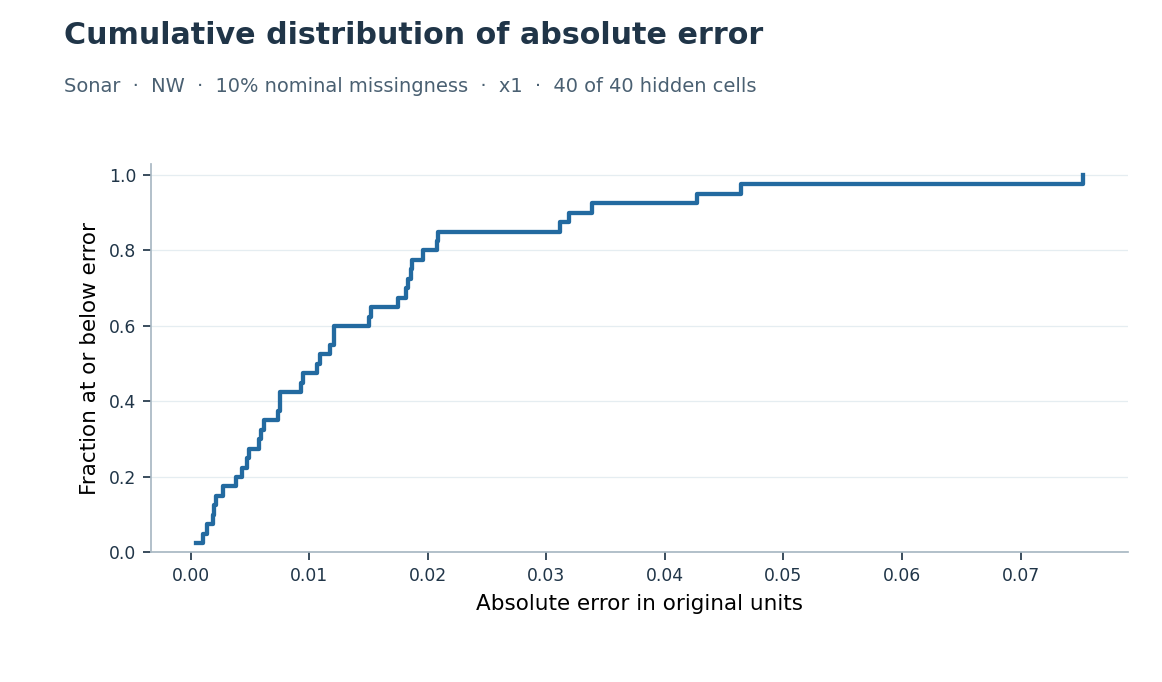 Cumulative distribution of absolute error
Sonar · NW · 10% nominal missingness · x1 · 40 of 40 hidden cells
Fraction at or below error
1.0
0.8
0.6
0.4
0.2
0.0
0.00 0.01 0.02 0.03 0.04 0.05 0.06 0.07
Absolute error in original units